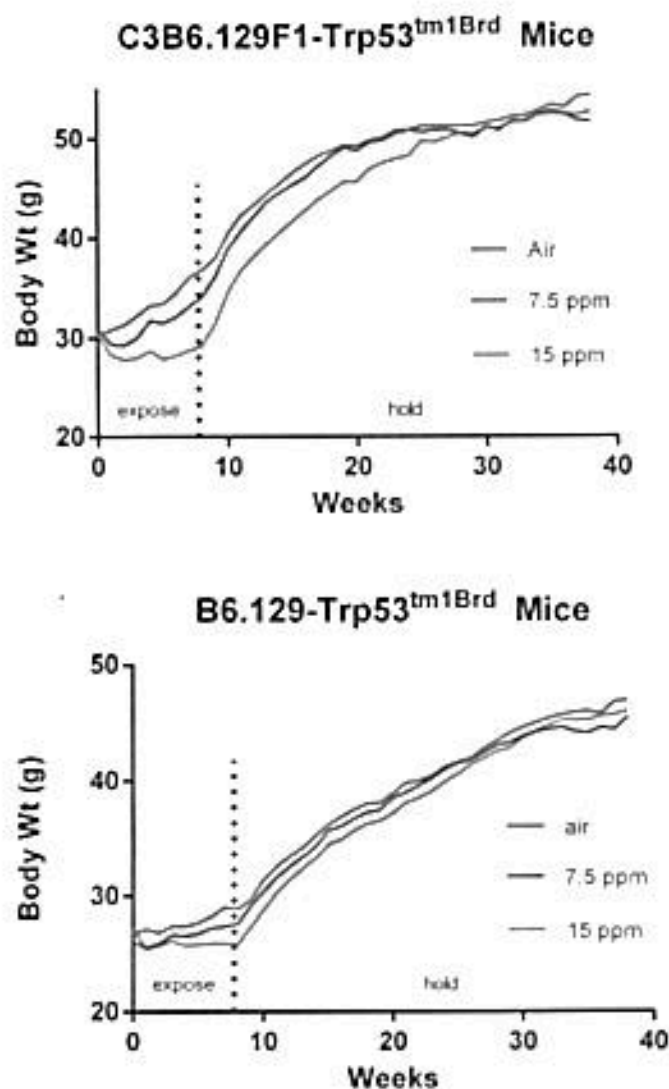 C3B6.129F1-Trp53tm1Brd Mice
Body Wt (g)
50
40
30
20
Air
7.5 ppm
15 ppm
expose
hold
0
10
20
30
40
Weeks
B6.129-Trp53tm1Brd Mice
Body Wt (g)
50
40
30
20
air
7.5 ppm
15 ppm
expose
hold
0
10
20
30
40
Weeks